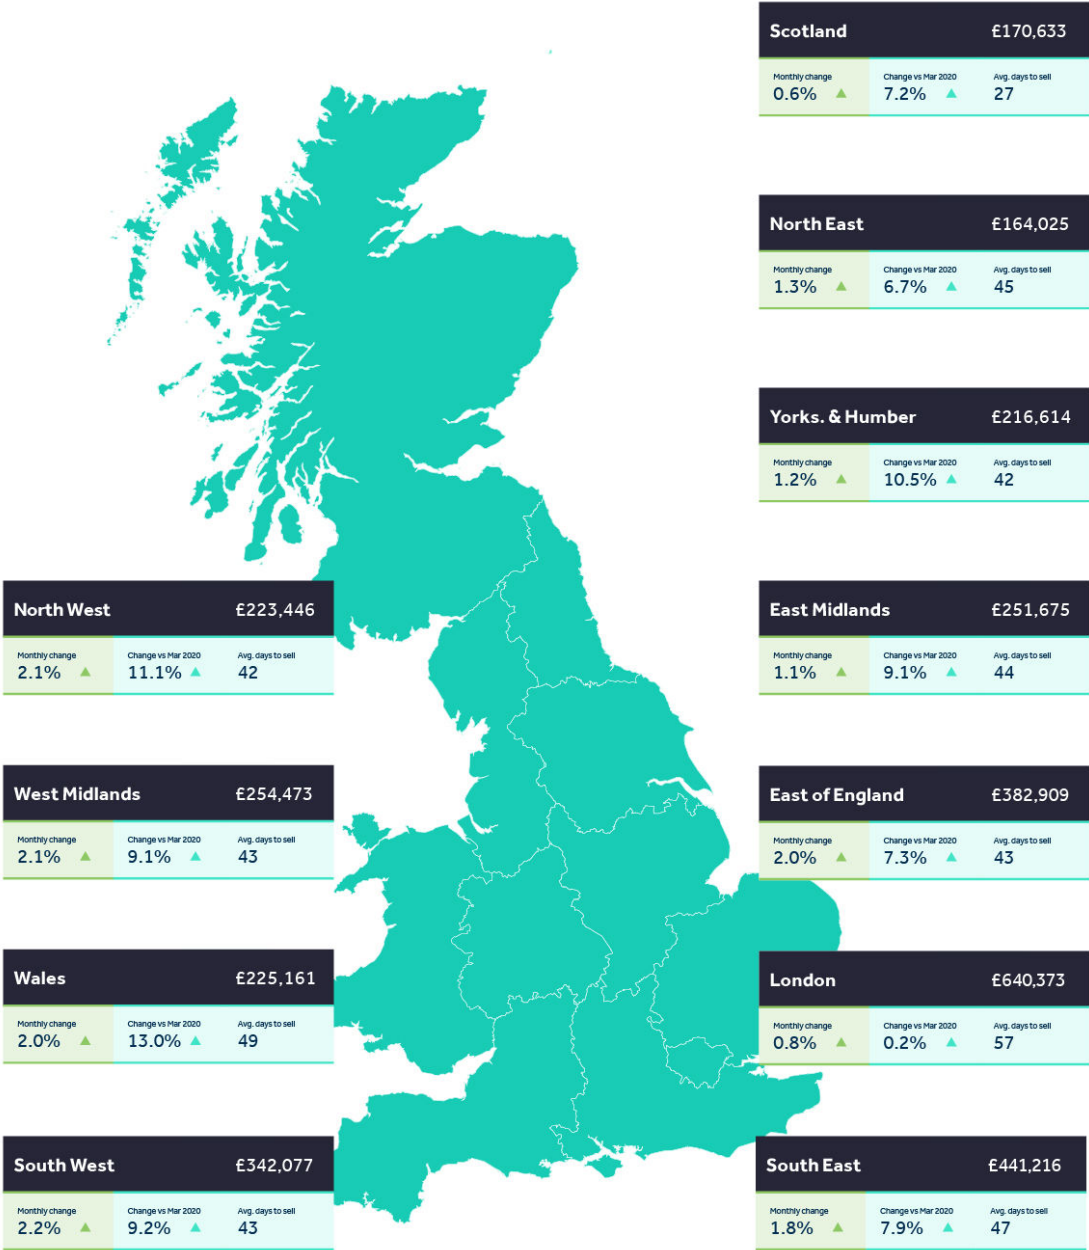 Scotland £170,633
Monthly change Change vs Mar 2020 Avg. days to sell
0.6% 7.2% 27
North East £164,025
Monthly change Change vs Mar 2020 Avg. days to sell
1.3% 6.7% 45
Yorks. & Humber £216,614
Monthly change Change vs Mar 2020 Avg. days to sell
1.2% 10.5% 42
North West £223,446
Monthly change Change vs Mar 2020 Avg. days to sell
2.1% 11.1% 42
East Midlands £251,675
Monthly change Change vs Mar 2020 Avg. days to sell
1.1% 9.1% 44
West Midlands £254,473
Monthly change Change vs Mar 2020 Avg. days to sell
2.1% 9.1% 43
East of England £382,909
Monthly change Change vs Mar 2020 Avg. days to sell
2.0% 7.3% 43
Wales £225,161
Monthly change Change vs Mar 2020 Avg. days to sell
2.0% 13.0% 49
London £640,373
Monthly change Change vs Mar 2020 Avg. days to sell
0.8% 0.2% 57
South West £342,077
Monthly change Change vs Mar 2020 Avg. days to sell
2.2% 9.2% 43
South East £441,216
Monthly change Change vs Mar 2020 Avg. days to sell
1.8% 7.9% 47